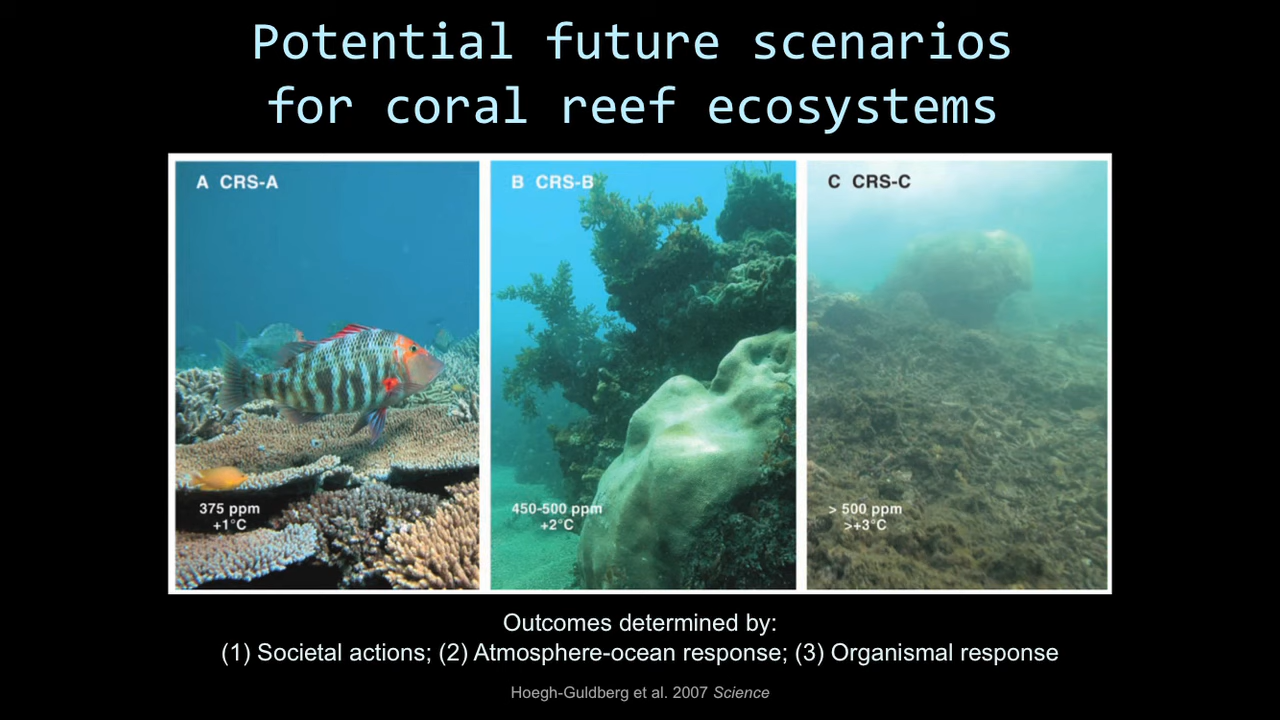 Potential future scenarios
for coral reef ecosystems
A CRS-A
B CRS-B
C CRS-C
375 ppm
+1°C
450-500 ppm
+2°C
> 500 ppm
>+3°C
Outcomes determined by:
(1) Societal actions; (2) Atmosphere-ocean response; (3) Organismal response
Hoegh-Guldberg et al. 2007 Science